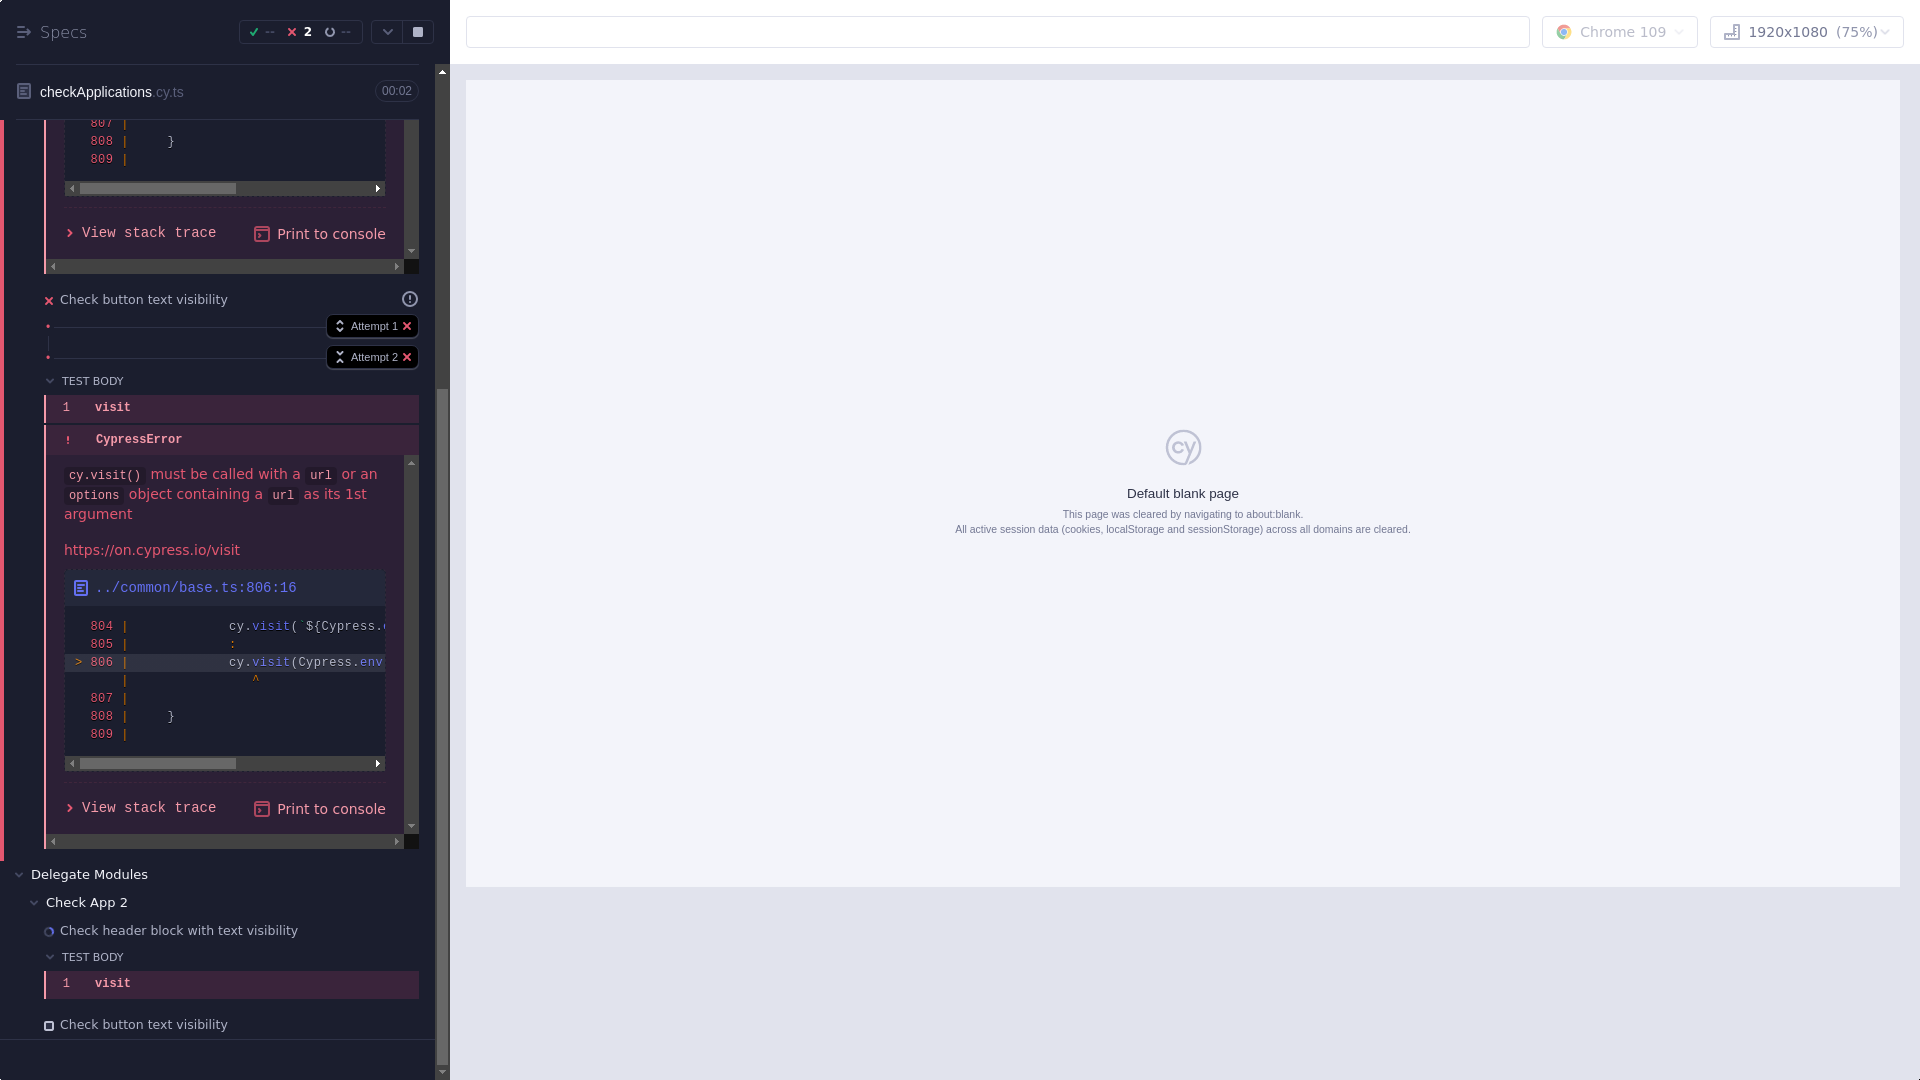 Specs
-- 2 --
checkApplications.cy.ts 00:02
807 |
808 | }
809 |
View stack trace Print to console
Check button text visibility
Attempt 1
Attempt 2
TEST BODY
1 visit
! CypressError
cy.visit() must be called with a url or an
options object containing a url as its 1st
argument
https://on.cypress.io/visit
../common/base.ts:806:16
804 | cy.visit(`${Cypress.
805 | :
> 806 | cy.visit(Cypress.env
| ^
807 |
808 | }
809 |
View stack trace Print to console
Delegate Modules
Check App 2
Check header block with text visibility
TEST BODY
1 visit
Check button text visibility
Chrome 109
1920x1080 (75%)
cy
Default blank page
This page was cleared by navigating to about:blank.
All active session data (cookies, localStorage and sessionStorage) across all domains are cleared.